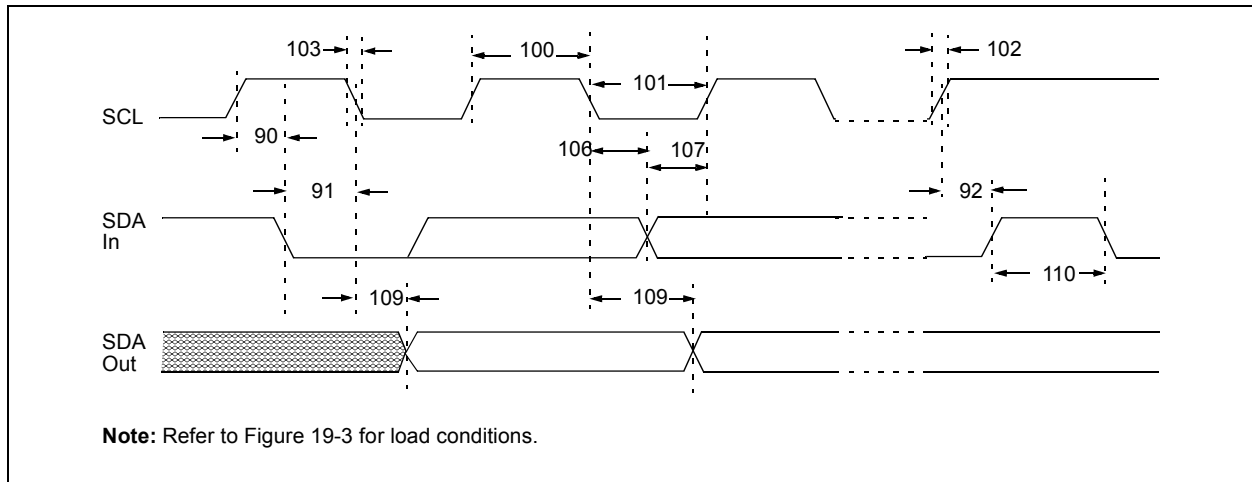 103
100
101
102
SCL
90
106
107
91
92
SDA
In
110
109
109
SDA
Out
Note: Refer to Figure 19-3 for load conditions.